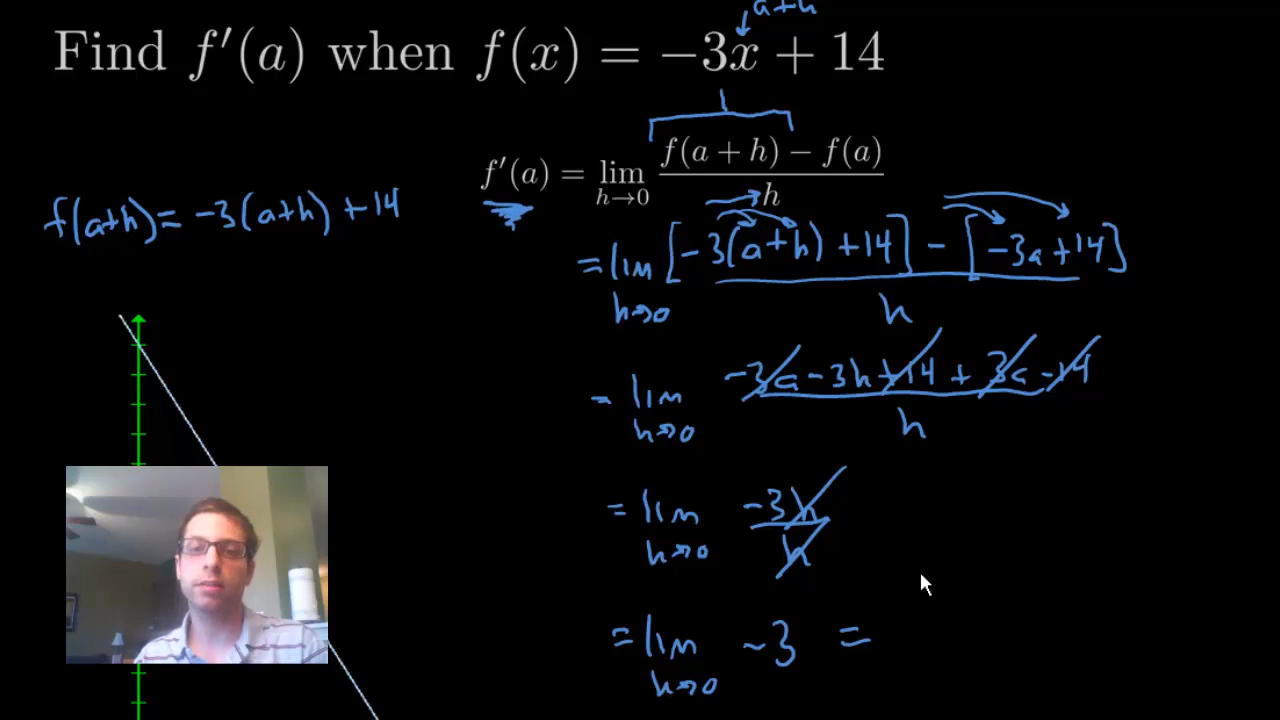 a+h
Find f′(a) when f(x) = −3x + 14
f′(a) = lim h→0 f(a + h) − f(a) / h
f(a+h) = -3(a+h) +14
= lim h→0 [-3(a+h) +14] - [-3a+14] / h
= lim h→0 -3a -3h +14 + 3a -14 / h
= lim h→0 -3h / h
= lim h→0 -3 =